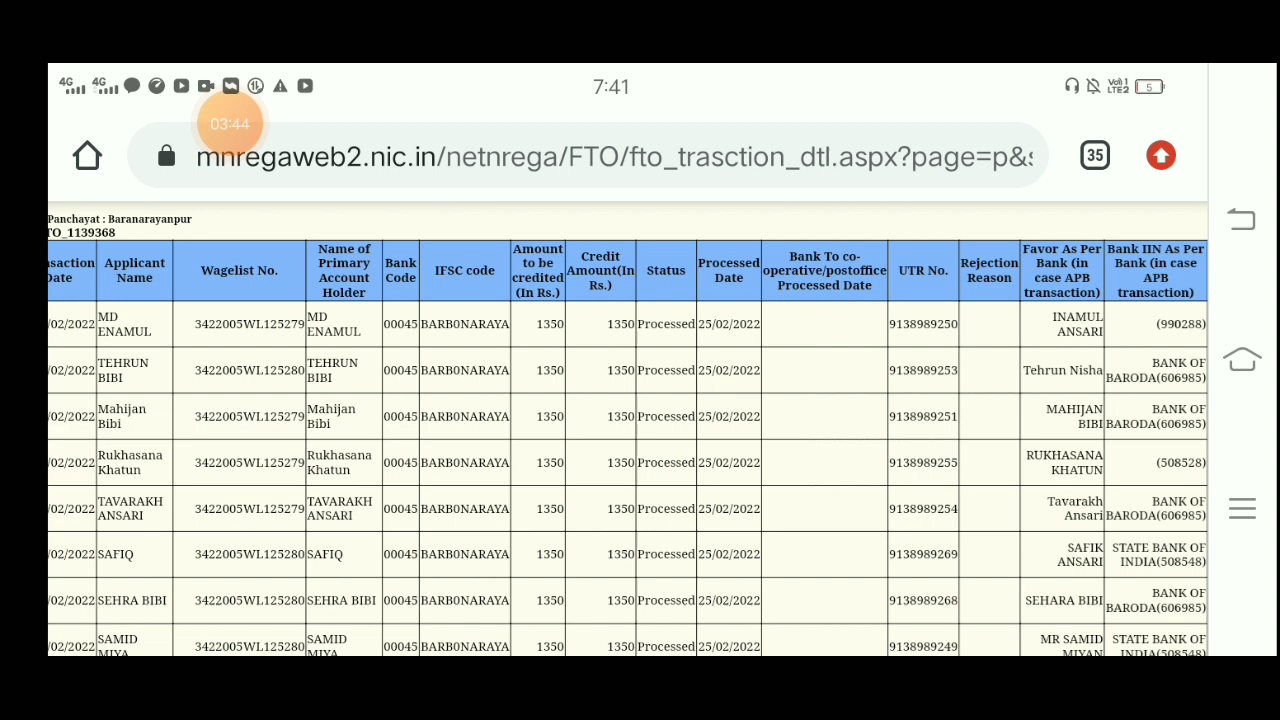 4G 4G 7:41 Vo)) 1 LTE2 5
03:44
mnregaweb2.nic.in/netnrega/FTO/fto_trasction_dtl.aspx?page=p&s 35
Panchayat : Baranarayanpur
TO_1139368
nsaction Date Applicant Name Wagelist No. Name of Primary Account Holder Bank Code IFSC code Amount to be credited (In Rs.) Credit Amount(In Rs.) Status Processed Date Bank To co-operative/postoffice Processed Date UTR No. Rejection Reason Favor As Per Bank (in case APB transaction) Bank IIN As Per Bank (in case APB transaction)
/02/2022 MD ENAMUL 3422005WL125279 MD ENAMUL 00045 BARB0NARAYA 1350 1350 Processed 25/02/2022 9138989250 INAMUL ANSARI (990288)
/02/2022 TEHRUN BIBI 3422005WL125280 TEHRUN BIBI 00045 BARB0NARAYA 1350 1350 Processed 25/02/2022 9138989253 Tehrun Nisha BANK OF BARODA(606985)
/02/2022 Mahijan Bibi 3422005WL125279 Mahijan Bibi 00045 BARB0NARAYA 1350 1350 Processed 25/02/2022 9138989251 MAHIJAN BIBI BANK OF BARODA(606985)
/02/2022 Rukhasana Khatun 3422005WL125279 Rukhasana Khatun 00045 BARB0NARAYA 1350 1350 Processed 25/02/2022 9138989255 RUKHASANA KHATUN (508528)
/02/2022 TAVARAKH ANSARI 3422005WL125279 TAVARAKH ANSARI 00045 BARB0NARAYA 1350 1350 Processed 25/02/2022 9138989254 Tavarakh Ansari BANK OF BARODA(606985)
/02/2022 SAFIQ 3422005WL125280 SAFIQ 00045 BARB0NARAYA 1350 1350 Processed 25/02/2022 9138989269 SAFIK ANSARI STATE BANK OF INDIA(508548)
/02/2022 SEHRA BIBI 3422005WL125280 SEHRA BIBI 00045 BARB0NARAYA 1350 1350 Processed 25/02/2022 9138989268 SEHARA BIBI BANK OF BARODA(606985)
/02/2022 SAMID MIYA 3422005WL125280 SAMID MIYA 00045 BARB0NARAYA 1350 1350 Processed 25/02/2022 9138989249 MR SAMID MIYAN STATE BANK OF INDIA(508548)